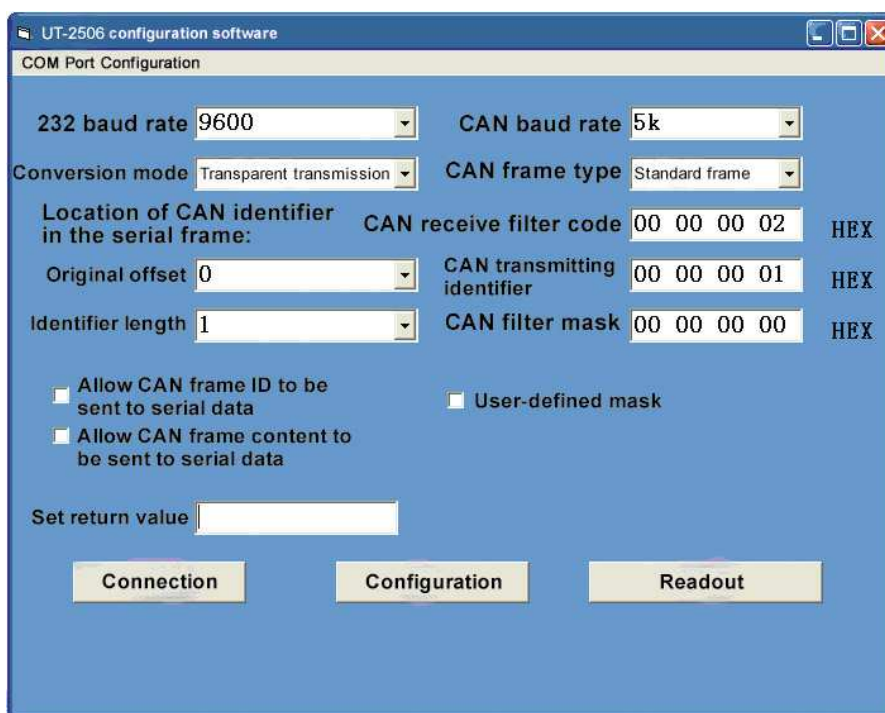 UT-2506 configuration software
COM Port Configuration
232 baud rate 9600
CAN baud rate 5k
Conversion mode Transparent transmission
CAN frame type Standard frame
Location of CAN identifier
in the serial frame:
CAN receive filter code 00 00 00 02 HEX
Original offset 0
CAN transmitting
identifier 00 00 00 01 HEX
Identifier length 1
CAN filter mask 00 00 00 00 HEX
Allow CAN frame ID to be
sent to serial data
User-defined mask
Allow CAN frame content to
be sent to serial data
Set return value
Connection
Configuration
Readout